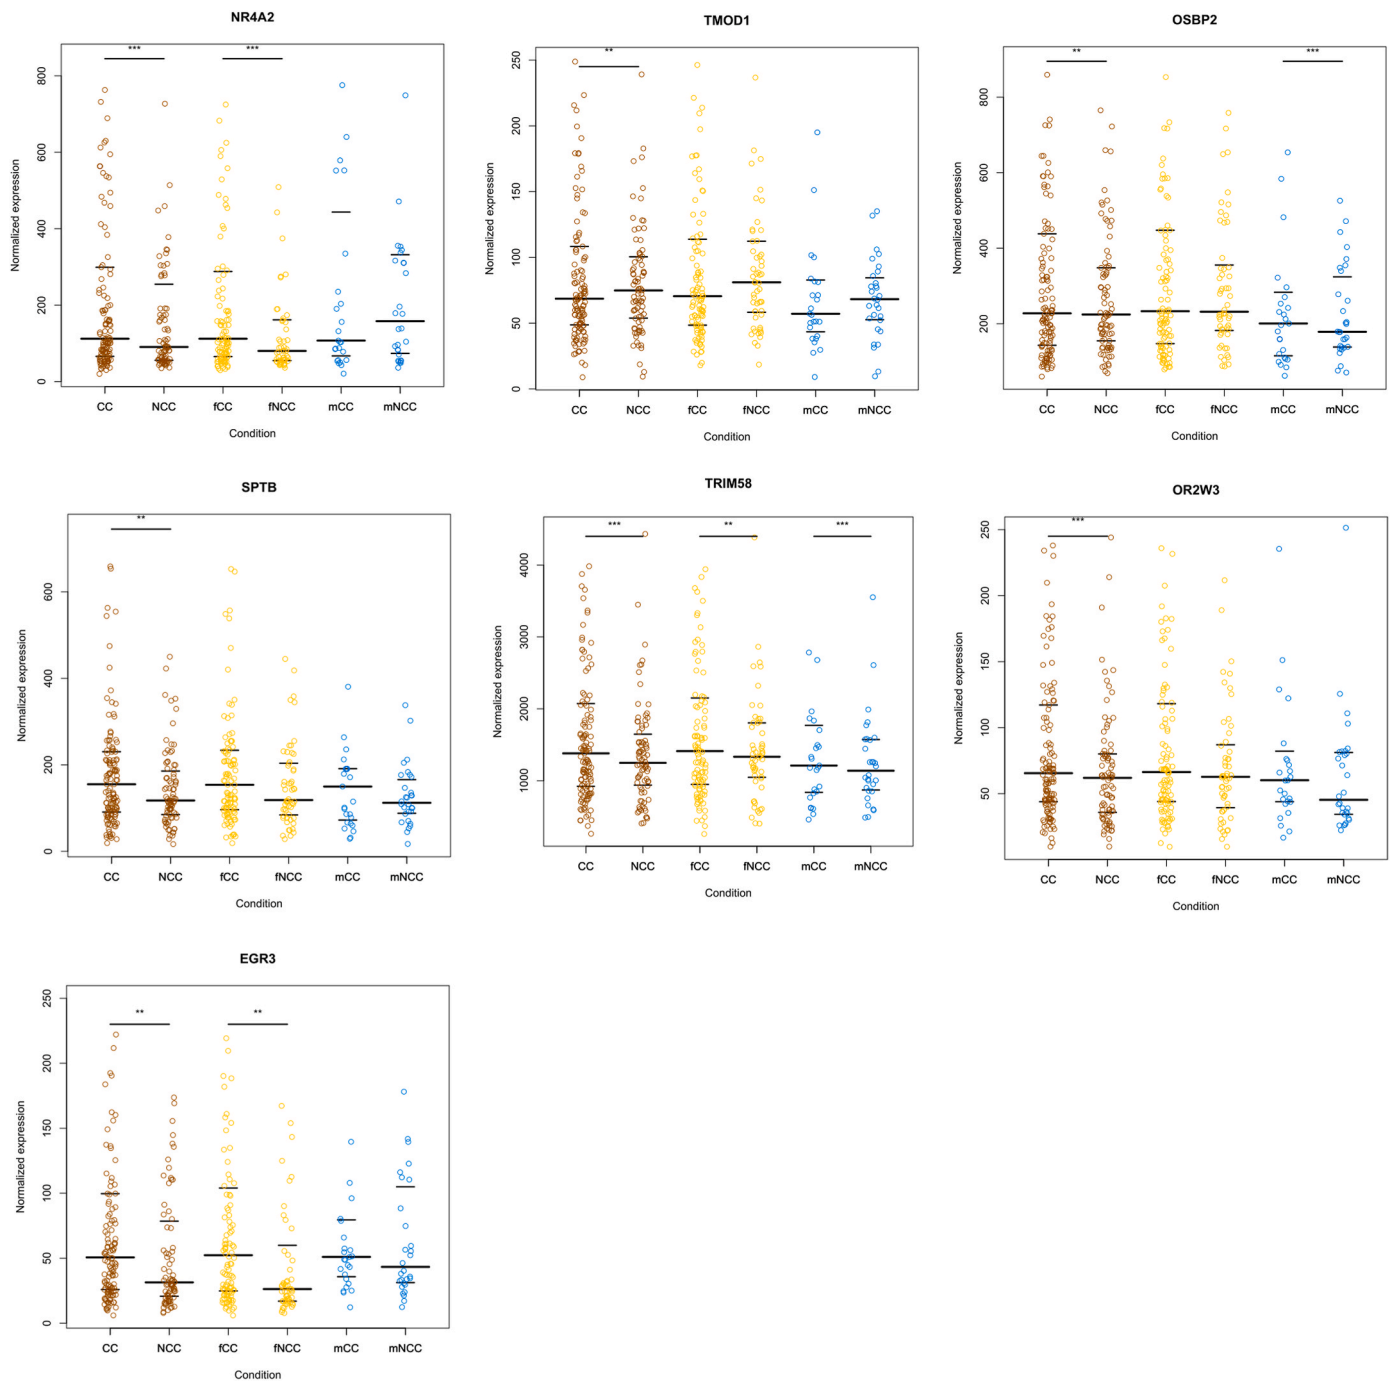 NR4A2
*** ***
Normalized expression
800
600
400
200
0
CC NCC fCC fNCC mCC mNCC
Condition
TMOD1
**
Normalized expression
250
200
150
100
50
0
CC NCC fCC fNCC mCC mNCC
Condition
OSBP2
** ***
Normalized expression
800
600
400
200
CC NCC fCC fNCC mCC mNCC
Condition
SPTB
**
Normalized expression
600
400
200
0
CC NCC fCC fNCC mCC mNCC
Condition
TRIM58
*** ** ***
Normalized expression
4000
3000
2000
1000
CC NCC fCC fNCC mCC mNCC
Condition
OR2W3
***
Normalized expression
250
200
150
100
50
CC NCC fCC fNCC mCC mNCC
Condition
EGR3
** **
Normalized expression
250
200
150
100
50
0
CC NCC fCC fNCC mCC mNCC
Condition